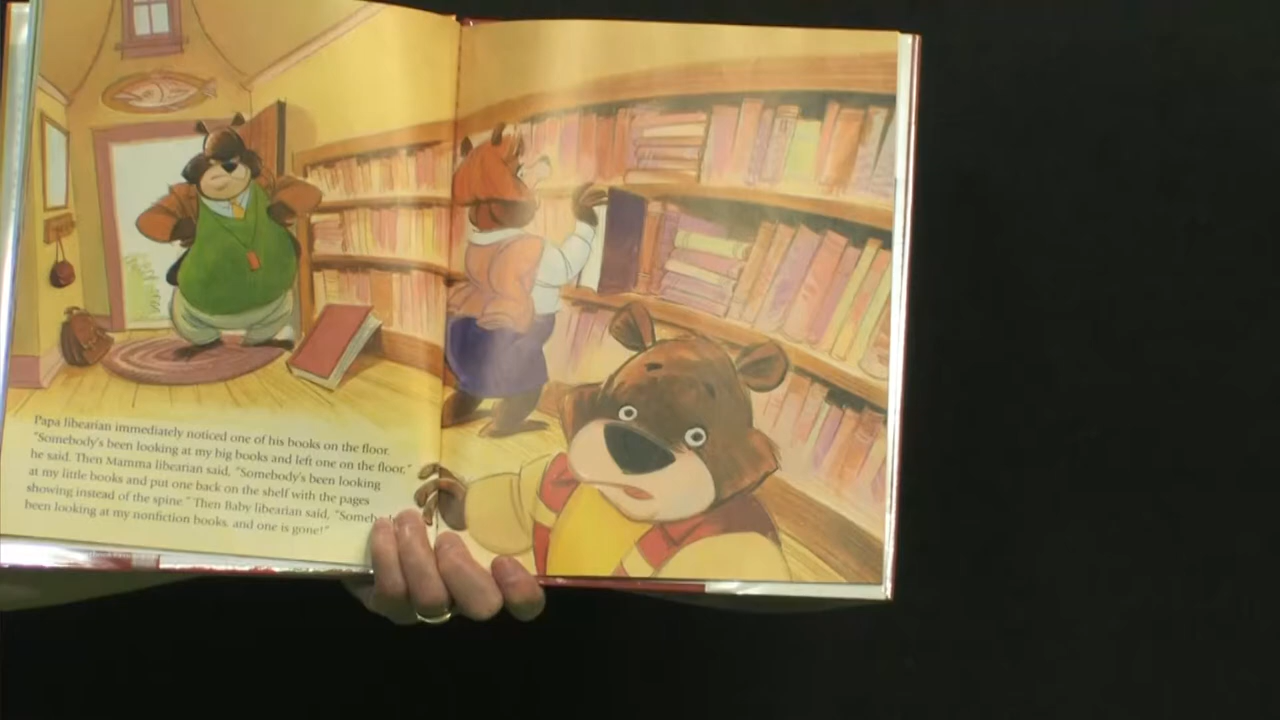 Papa libearian immediately noticed one of his books on the floor.
"Somebody's been looking at my big books and left one on the floor,"
he said. Then Mamma libearian said, "Somebody's been looking
at my little books and put one back on the shelf with the pages
showing instead of the spine." Then Baby libearian said,
been looking at my nonfiction books, and one is gone!"